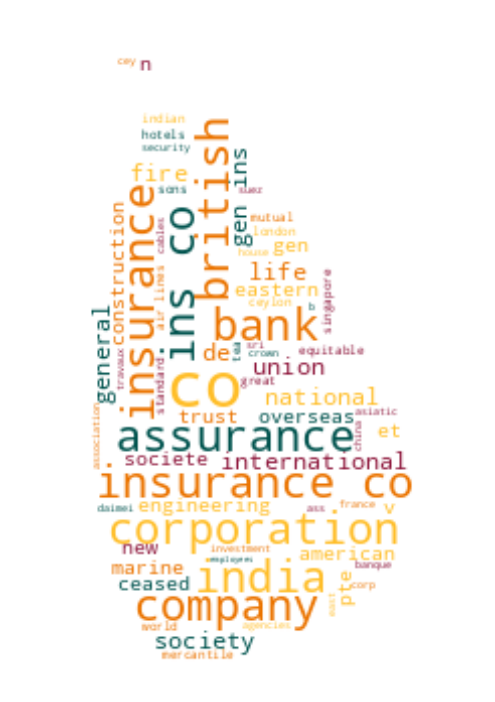 cey n
indian
hotels
security
british
fire
gen ins
sons
suez
insurance
construction
ins co
mutual
london
cables
gen
house
air lines
life
singapore
eastern
ceylon
b
general
bank
standard
de
tea
sri
crown
equitable
travaux
union
great
co
national
association
trust
overseas
asiatic
assurance
china
et
societe
international
insurance co
daimei
engineering
ass
france
v
corporation
new
investment
american
employees
marine
banque
ceased
india
pte
corp
company
east
world
agencies
society
mercantile